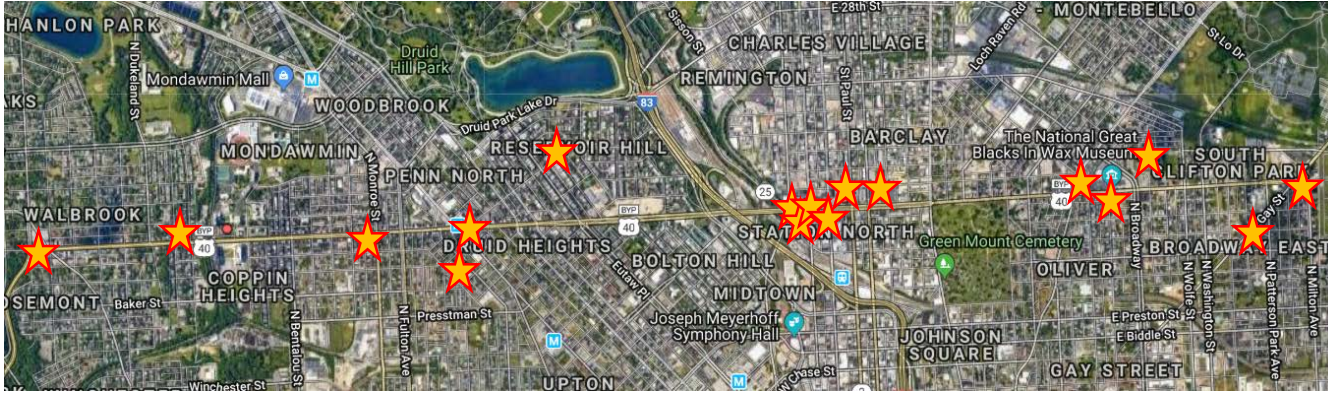 HANLON PARK
E 28th St
- MONTEBELLO
N Dukeland St
Mondawmin Mall
M
Druid
Hill Park
Sisson St
CHARLES VILLAGE
Loch Raven Rd
St Lo Dr
REMINGTON
St Paul St
OAKS
WOODBROOK
83
Druid Park Lake Dr
BARCLAY
The National Great
Blacks In Wax Museum
MONDAWMIN
RESERVOIR HILL
SOUTH
CLIFTON PARK
PENN NORTH
N Monroe St
25
WALBROOK
BYP
40
BYP
40
BYP
40
DRUID HEIGHTS
STATION NORTH
Green Mount Cemetery
N Broadway
Gay St
BROADWAY EAST
BOLTON HILL
OLIVER
COPPIN
HEIGHTS
ROSEMONT
Baker St
Eutaw Pl
MIDTOWN
N Wolfe St
N Washington St
N Patterson Park Ave
N Milton Ave
N Bentalou St
N Fulton Ave
Presstman St
Joseph Meyerhoff
Symphony Hall
E Preston St
E Biddle St
JOHNSON
SQUARE
M
GAY STREET
Winchester St
UPTON
M
W Chase St
2